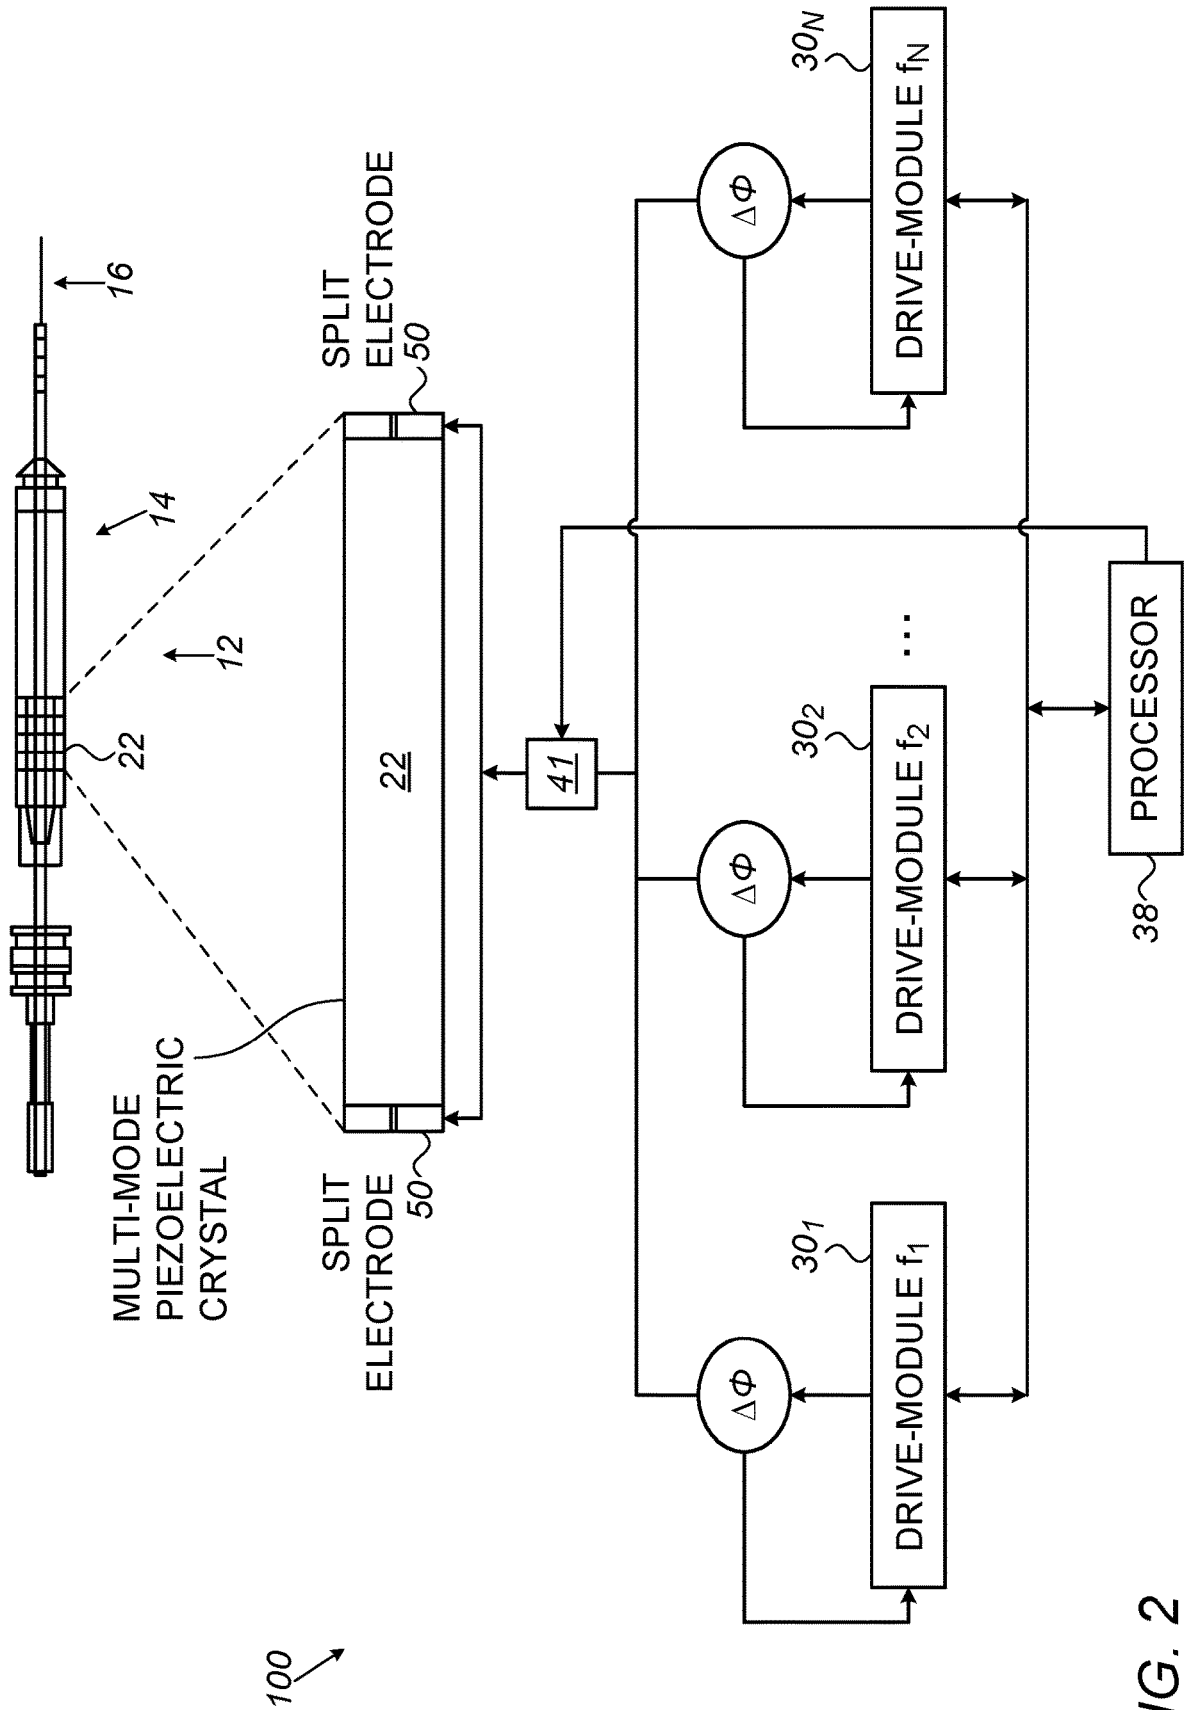 100
16
14
12
22
MULTI-MODE
PIEZOELECTRIC
CRYSTAL
SPLIT
ELECTRODE
50
22
SPLIT
ELECTRODE
50
41
ΔΦ
ΔΦ
ΔΦ
30₁
DRIVE-MODULE f₁
30₂
DRIVE-MODULE f₂
...
30N
DRIVE-MODULE fN
38
PROCESSOR
IG. 2